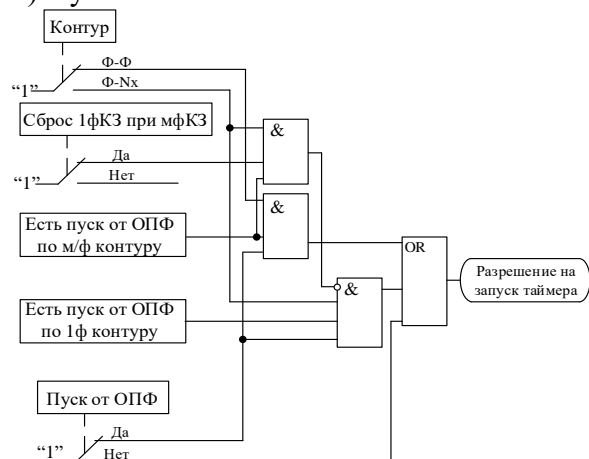 Контур
Ф-Ф
Ф-Nx
“1”
Сброс 1фКЗ при мфКЗ
&
Да
“1”
Нет
&
Есть пуск от ОПФ
по м/ф контуру
OR
Разрешение на
запуск таймера
&
Есть пуск от ОПФ
по 1ф контуру
Пуск от ОПФ
Да
“1”
Нет